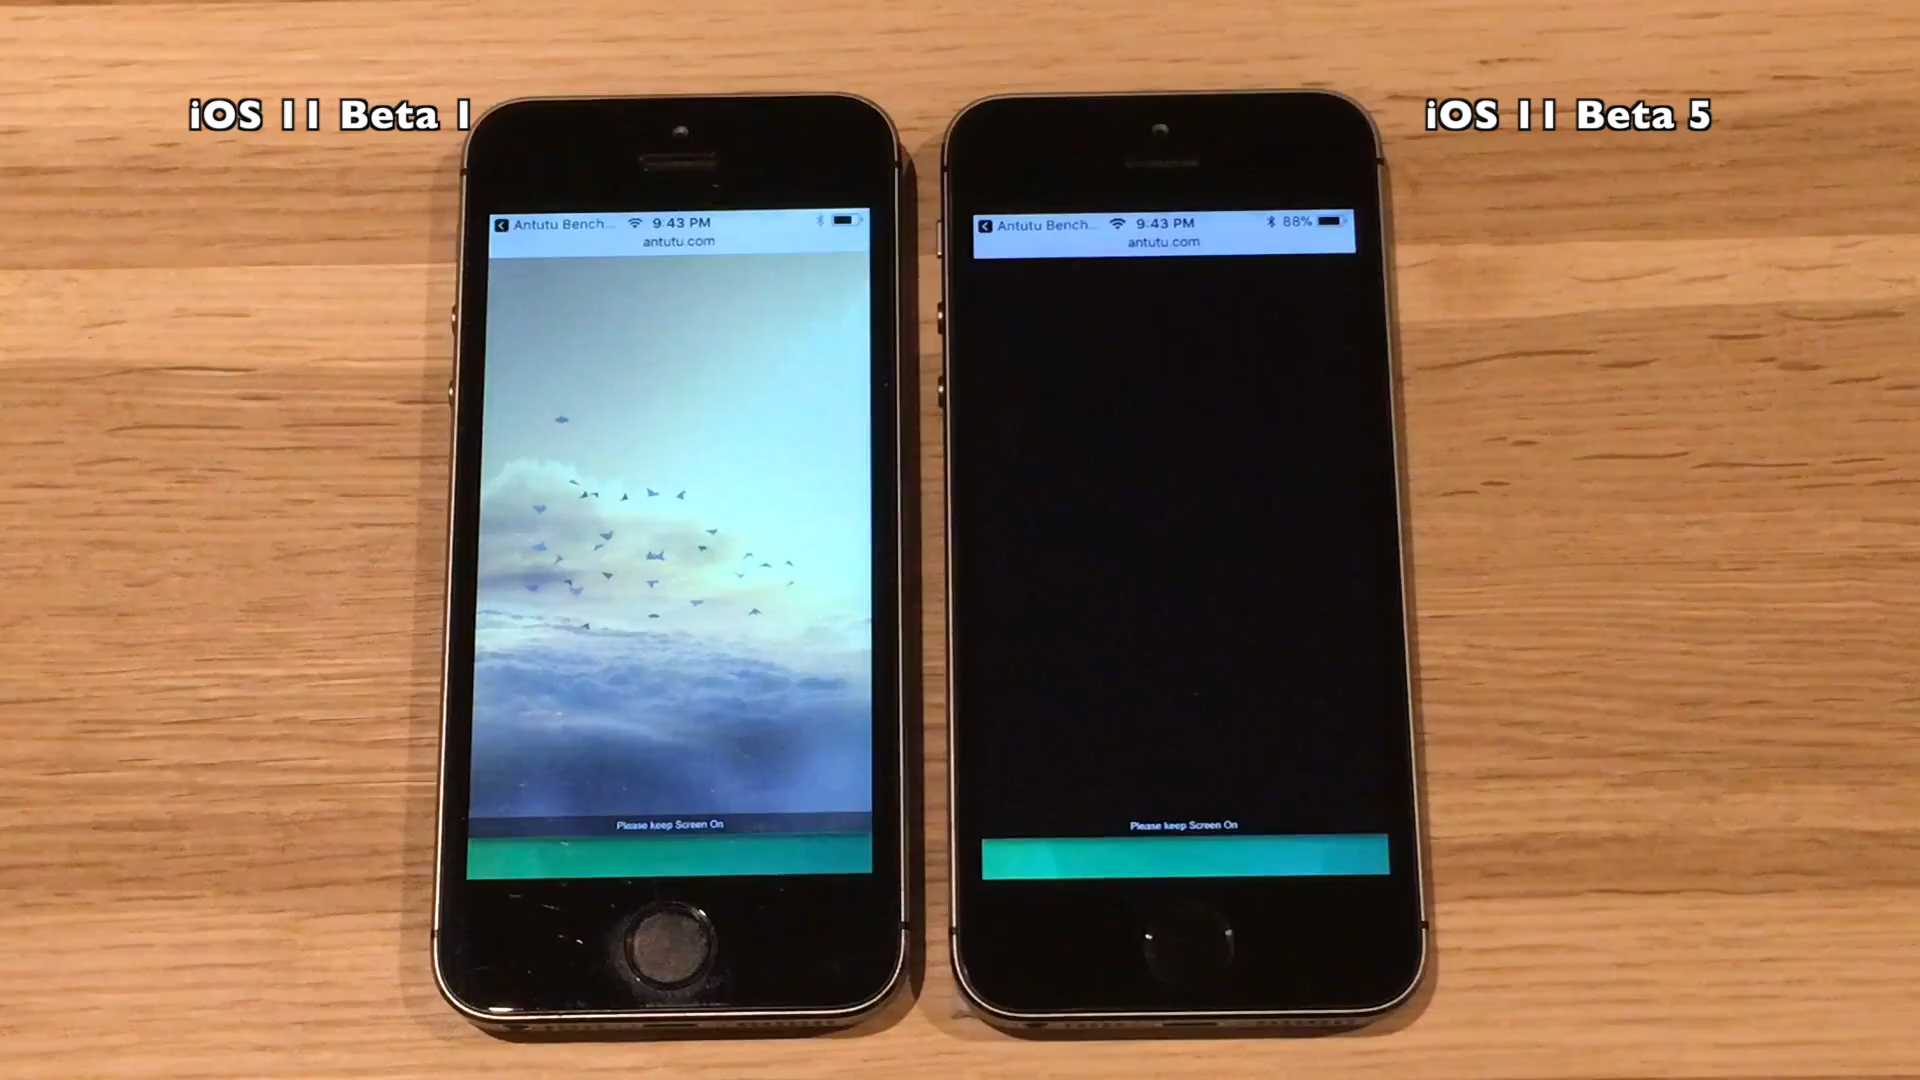 iOS 11 Beta 1
iOS 11 Beta 5
Antutu Bench... 9:43 PM
antutu.com
Please keep Screen On
Antutu Bench... 9:43 PM 88%
antutu.com
Please keep Screen On